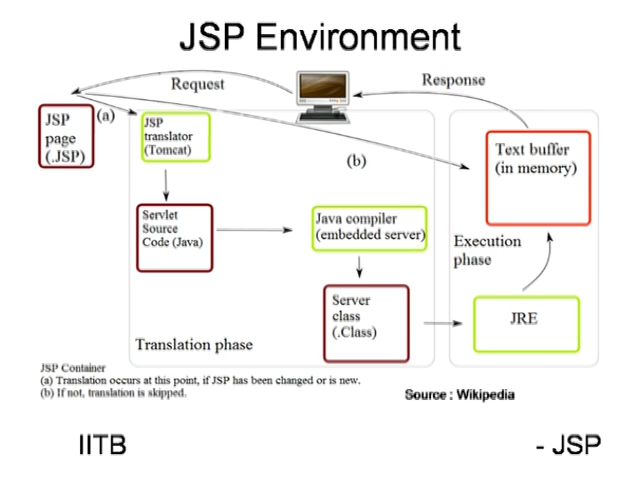 JSP Environment
Request
Response
JSP
page
(.JSP)
(a)
JSP
translator
(Tomcat)
(b)
Text buffer
(in memory)
Servlet
Source
Code (Java)
Java compiler
(embedded server)
Execution
phase
Server
class
(.Class)
JRE
Translation phase
JSP Container
(a) Translation occurs at this point, if JSP has been changed or is new.
(b) If not, translation is skipped.
Source : Wikipedia
IITB
- JSP